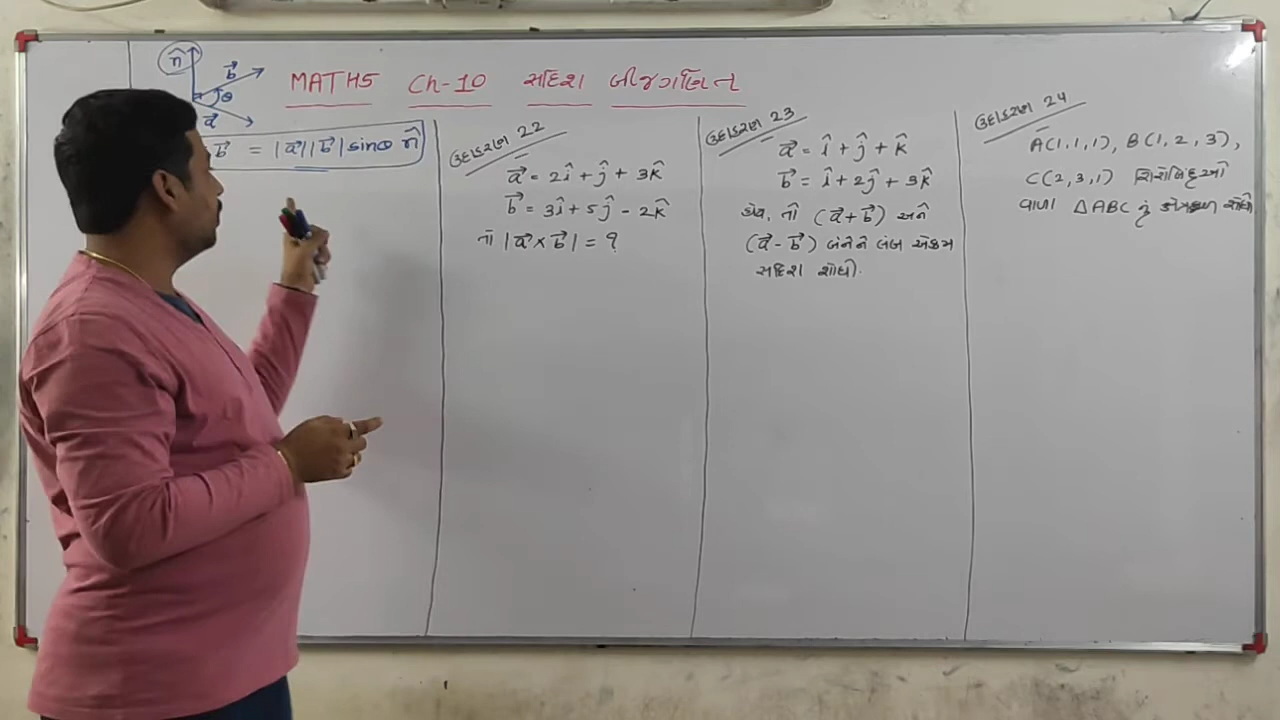 n̂
b⃗
θ
a⃗
MATHS Ch-10 સદિશ બીજગણિત
b⃗ = |a⃗||b⃗| sinθ n̂
ઉદાહરણ 22
a⃗ = 2î + ĵ + 3k̂
b⃗ = 3î + 5ĵ - 2k̂
તો |a⃗ × b⃗| = ?
ઉદાહરણ 23
a⃗ = î + ĵ + k̂
b⃗ = î + 2ĵ + 3k̂
હોય, તો (a⃗ + b⃗) અને
(a⃗ - b⃗) બંનેને લંબ એકમ
સદિશ શોધો.
ઉદાહરણ 24
A(1,1,1), B(1,2,3),
C(2,3,1) શિરોબિંદુઓ
વાળા ΔABC નું ક્ષેત્રફળ શોધો